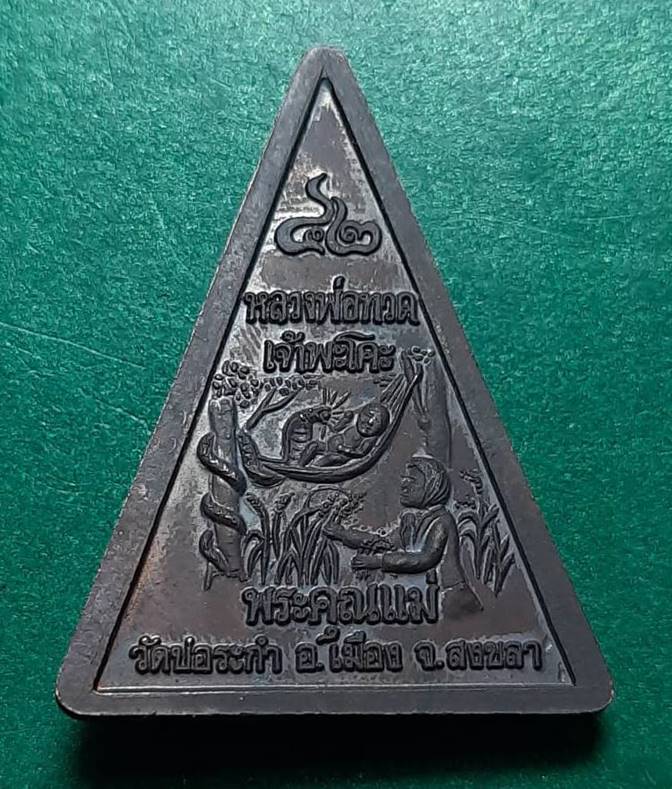 ๕๒
หลวงพ่อทวด
เจ้าพะโคะ
พระคุณแม่
วัดบ่อระกำ อ.เมือง จ.สงขลา